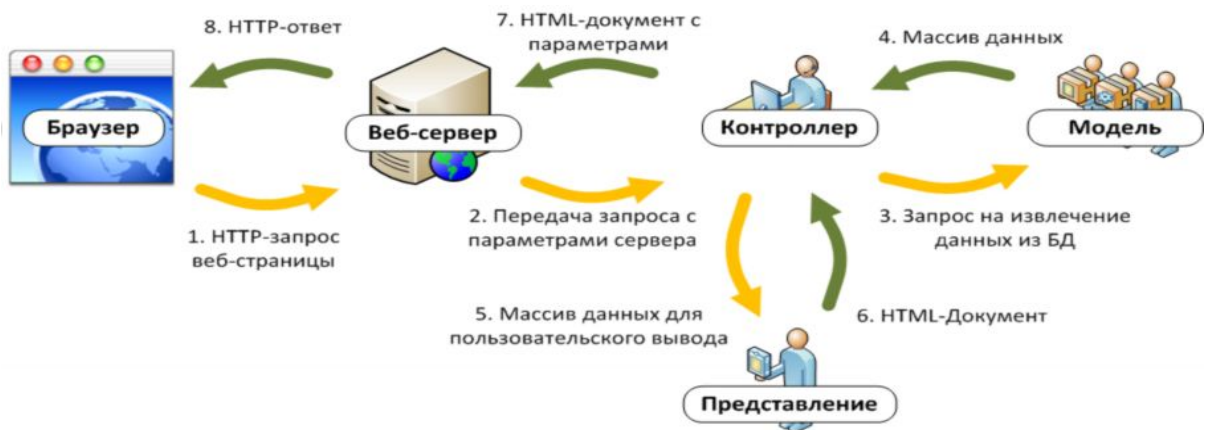 8. HTTP-ответ
7. HTML-документ с
параметрами
4. Массив данных
Браузер
Веб-сервер
Контроллер
Модель
1. HTTP-запрос
веб-страницы
2. Передача запроса с
параметрами сервера
3. Запрос на извлечение
данных из БД
5. Массив данных для
пользовательского вывода
6. HTML-Документ
Представление